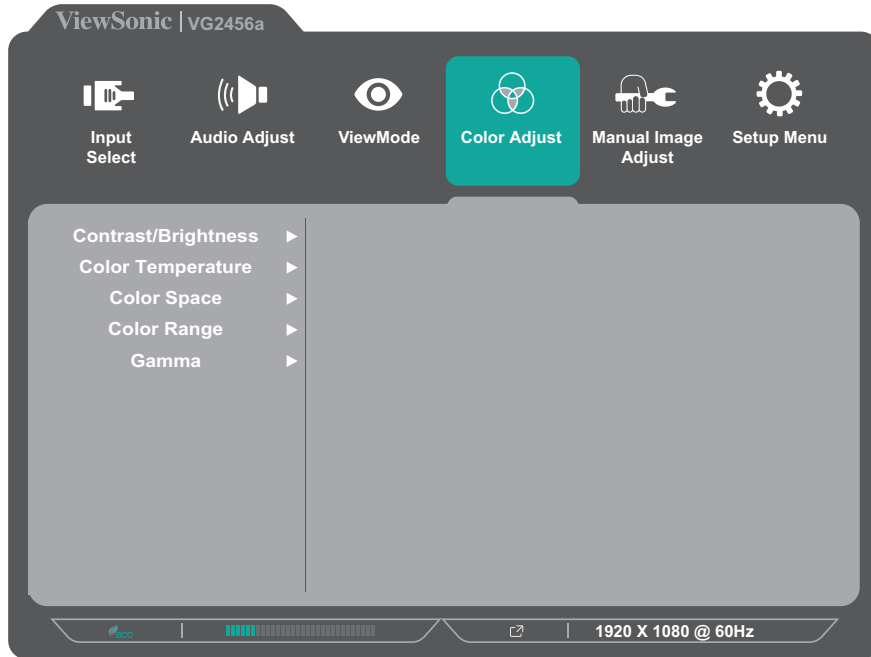 ViewSonic | VG2456a
Input Select
Audio Adjust
ViewMode
Color Adjust
Manual Image Adjust
Setup Menu
Contrast/Brightness
Color Temperature
Color Space
Color Range
Gamma
eco
1920 X 1080 @ 60Hz